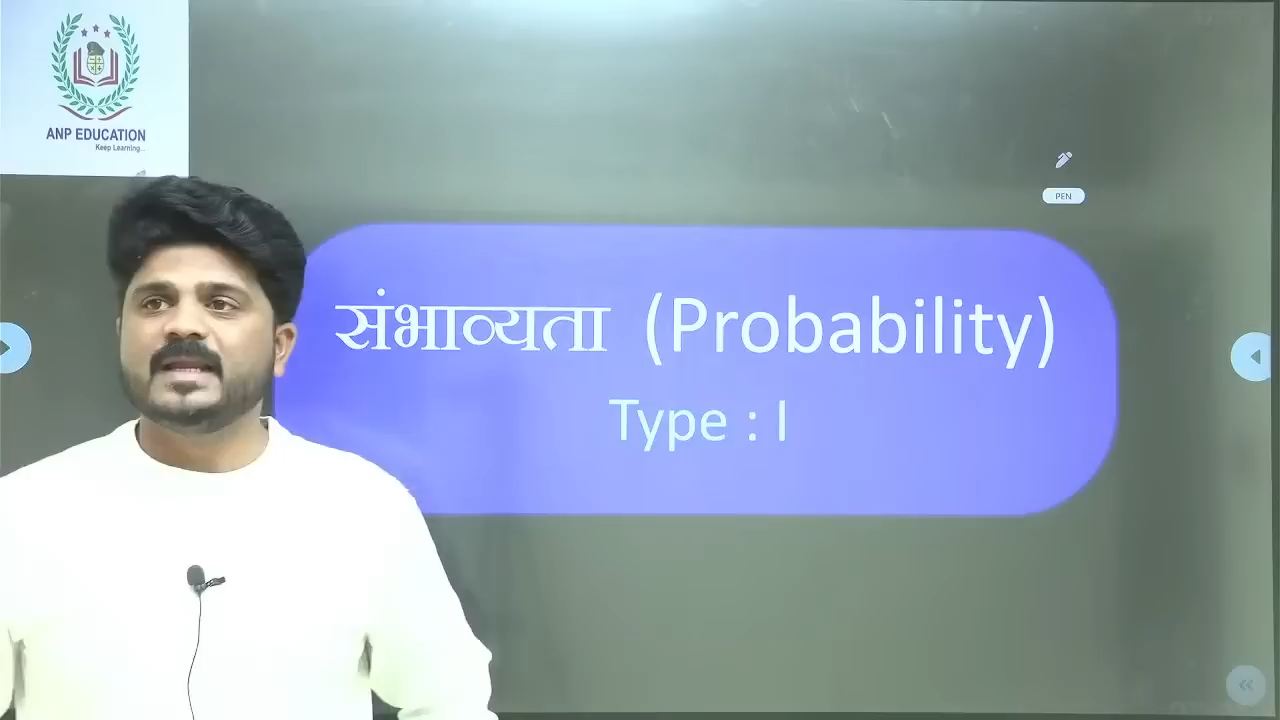 ANP EDUCATION
Keep Learning...
PEN
संभाव्यता (Probability)
Type : I